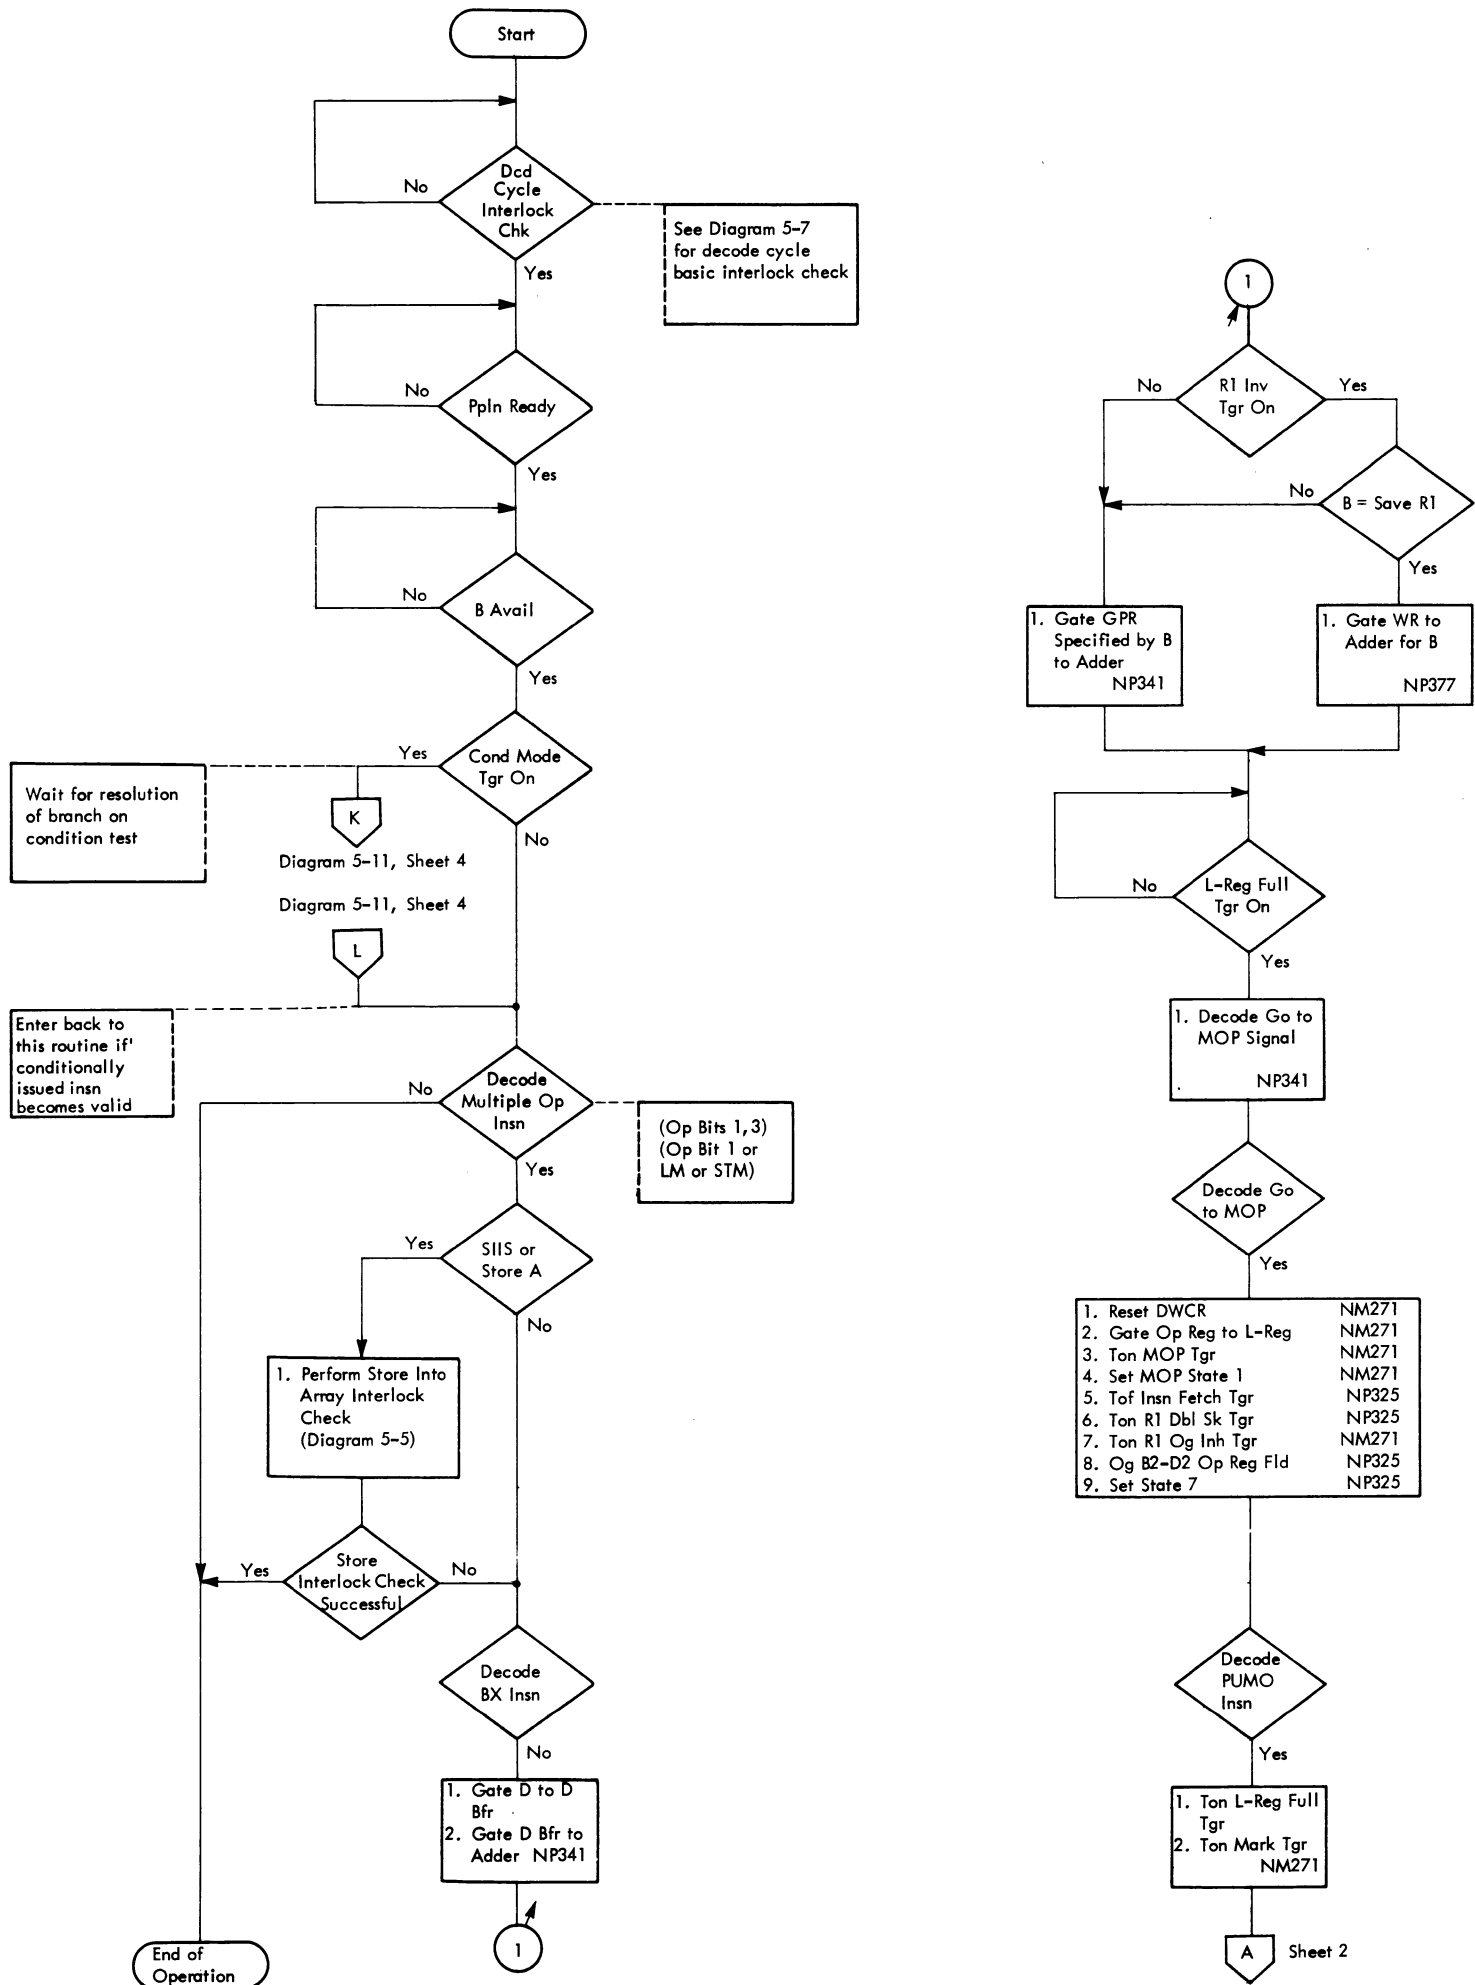 Start
Dcd
Cycle
Interlock
Chk
No
Yes
See Diagram 5-7
for decode cycle
basic interlock check
Ppln Ready
No
Yes
B Avail
No
Yes
Cond Mode
Tgr On
Yes
No
Wait for resolution
of branch on
condition test
K
Diagram 5-11, Sheet 4
Diagram 5-11, Sheet 4
L
Enter back to
this routine if'
conditionally
issued insn
becomes valid
Decode
Multiple Op
Insn
No
Yes
(Op Bits 1,3)
(Op Bit 1 or
LM or STM)
SIIS or
Store A
Yes
No
1. Perform Store Into
Array Interlock
Check
(Diagram 5-5)
Store
Interlock Check
Successful
Yes
No
Decode
BX Insn
No
1. Gate D to D
Bfr
2. Gate D Bfr to
Adder NP341
1
End of
Operation
1
R1 Inv
Tgr On
No
Yes
B = Save R1
No
Yes
1. Gate GPR
Specified by B
to Adder
NP341
1. Gate WR to
Adder for B
NP377
L-Reg Full
Tgr On
No
Yes
1. Decode Go to
MOP Signal
NP341
Decode Go
to MOP
Yes
1. Reset DWCR NM271
2. Gate Op Reg to L-Reg NM271
3. Ton MOP Tgr NM271
4. Set MOP State 1 NM271
5. Tof Insn Fetch Tgr NP325
6. Ton R1 Dbl Sk Tgr NP325
7. Ton R1 Og Inh Tgr NM271
8. Og B2-D2 Op Reg Fld NP325
9. Set State 7 NP325
Decode
PUMO
Insn
Yes
1. Ton L-Reg Full
Tgr
2. Ton Mark Tgr
NM271
A Sheet 2